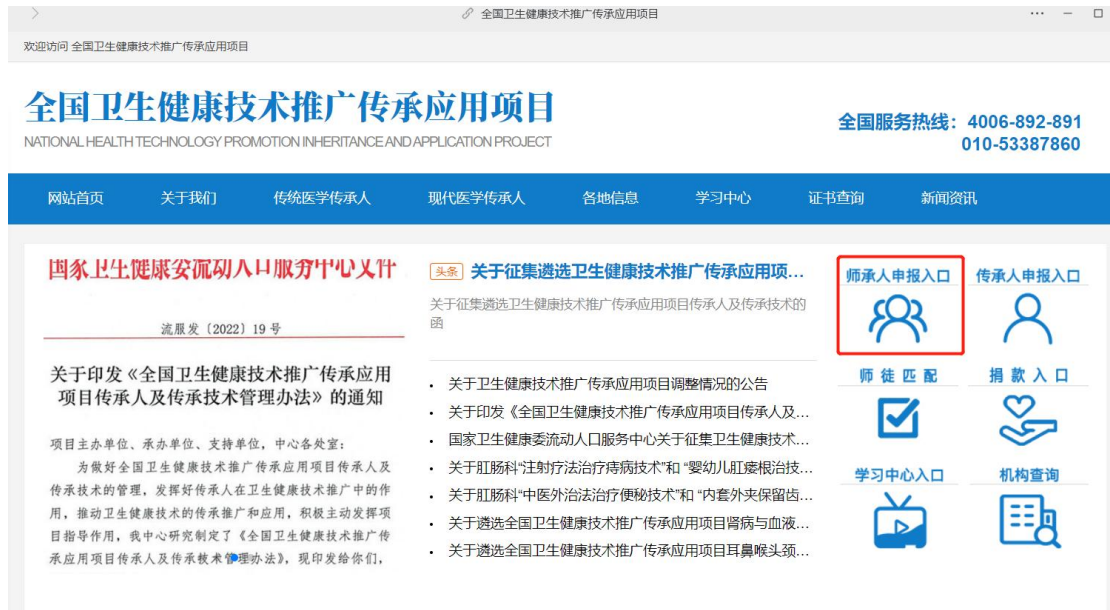 全国卫生健康技术推广传承应用项目
欢迎访问 全国卫生健康技术推广传承应用项目
全国卫生健康技术推广传承应用项目
NATIONAL HEALTH TECHNOLOGY PROMOTION INHERITANCE AND APPLICATION PROJECT
全国服务热线：4006-892-891
010-53387860
网站首页 关于我们 传统医学传承人 现代医学传承人 各地信息 学习中心 证书查询 新闻资讯
国家卫生健康委流动人口服务中心文件
流服发〔2022〕19号
关于印发《全国卫生健康技术推广传承应用
项目传承人及传承技术管理办法》的通知
项目主办单位、承办单位、支持单位，中心各处室：
为做好全国卫生健康技术推广传承应用项目传承人及
传承技术的管理，发挥好传承人在卫生健康技术推广中的作
用，推动卫生健康技术的传承推广和应用，积极主动发挥项
目指导作用，我中心研究制定了《全国卫生健康技术推广传
承应用项目传承人及传承技术管理办法》，现印发给你们，
头条 关于征集遴选卫生健康技术推广传承应用项...
关于征集遴选卫生健康技术推广传承应用项目传承人及传承技术的
函
· 关于卫生健康技术推广传承应用项目调整情况的公告
· 关于印发《全国卫生健康技术推广传承应用项目传承人及...
· 国家卫生健康委流动人口服务中心关于征集卫生健康技术...
· 关于肛肠科“注射疗法治疗痔病技术”和 “婴幼儿肛瘘根治技...
· 关于肛肠科“中医外治法治疗便秘技术”和 “内套外夹保留齿...
· 关于遴选全国卫生健康技术推广传承应用项目肾病与血液...
· 关于遴选全国卫生健康技术推广传承应用项目耳鼻喉头颈...
师承人申报入口 传承人申报入口
师 徒 匹 配 捐 款 入 口
学习中心入口 机构查询